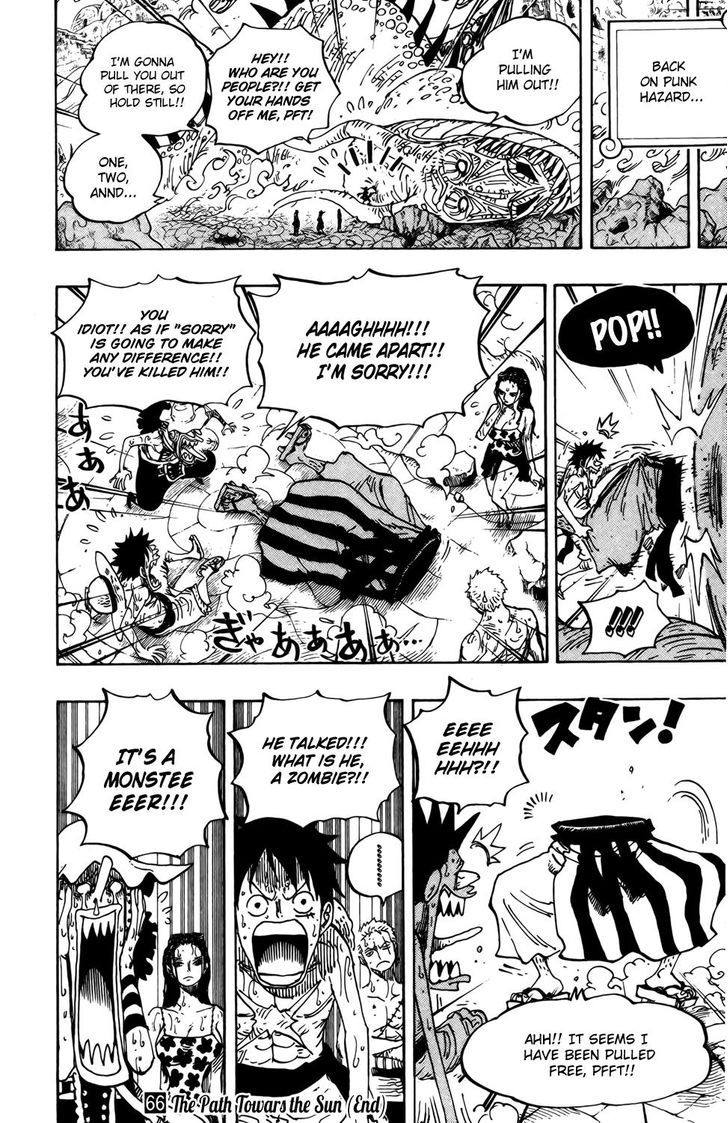 BACK
ON PUNK
HAZARD...
I'M
PULLING
HIM OUT!!
HEY!!
WHO ARE YOU
PEOPLE?!! GET
YOUR HANDS
OFF ME, PFT!
I'M GONNA
PULL YOU OUT
OF THERE, SO
HOLD STILL!!
ONE,
TWO,
ANND...
POP!!
!!!
AAAAGHHHH!!!
HE CAME APART!!
I'M SORRY!!!
YOU
IDIOT!! AS IF "SORRY"
IS GOING TO MAKE
ANY DIFFERENCE!!
YOU'VE KILLED HIM!!
あああ
ぎゃああああ...
スタン!
AHH!! IT SEEMS I
HAVE BEEN PULLED
FREE, PFFT!!
EEEE
EEHHH
HHH?!!
HE TALKED!!!
WHAT IS HE,
A ZOMBIE?!!
IT'S A
MONSTEE
EEER!!!
66 The Path Towars the Sun (End)